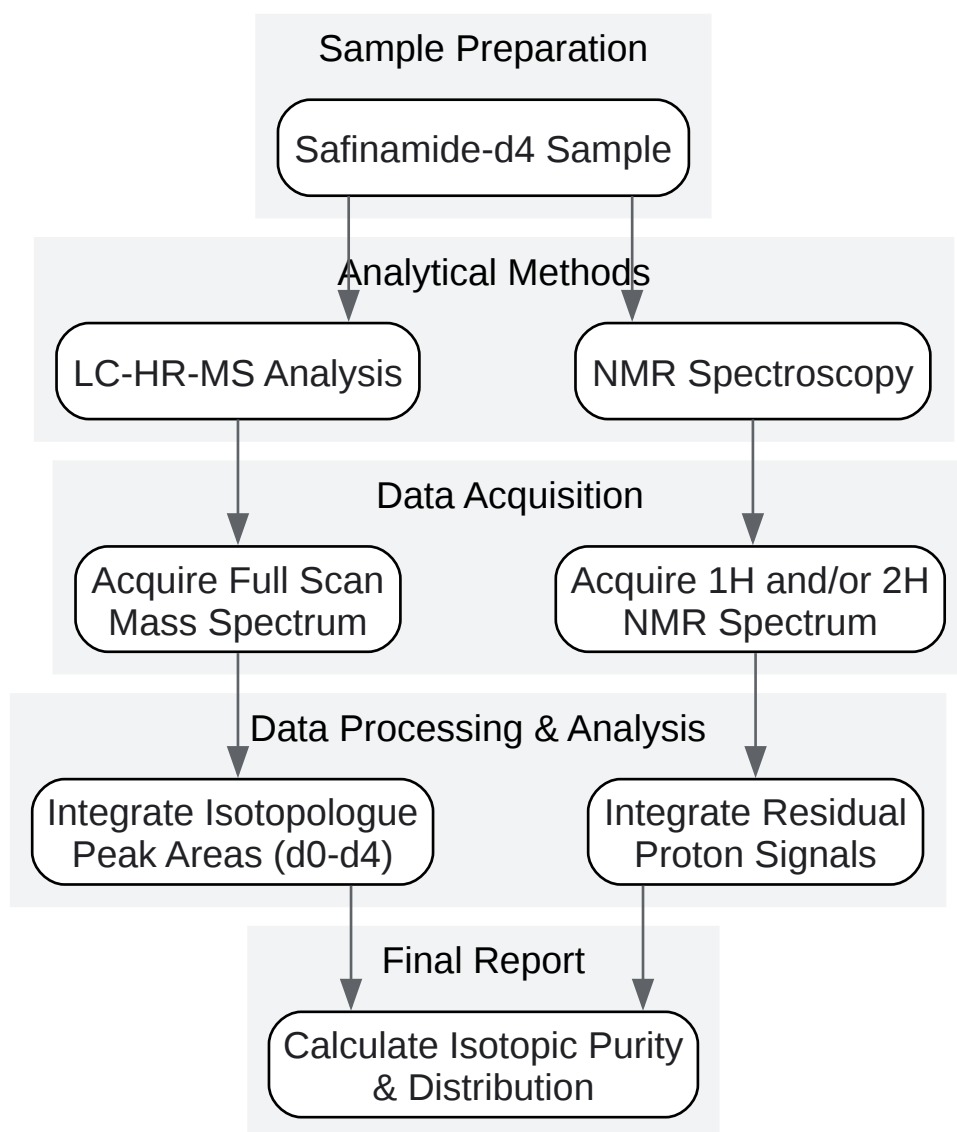 Sample Preparation
Safinamide-d4 Sample
Analytical Methods
LC-HR-MS Analysis
NMR Spectroscopy
Data Acquisition
Acquire Full Scan
Mass Spectrum
Acquire 1H and/or 2H
NMR Spectrum
Data Processing & Analysis
Integrate Isotopologue
Peak Areas (d0-d4)
Integrate Residual
Proton Signals
Final Report
Calculate Isotopic Purity
& Distribution